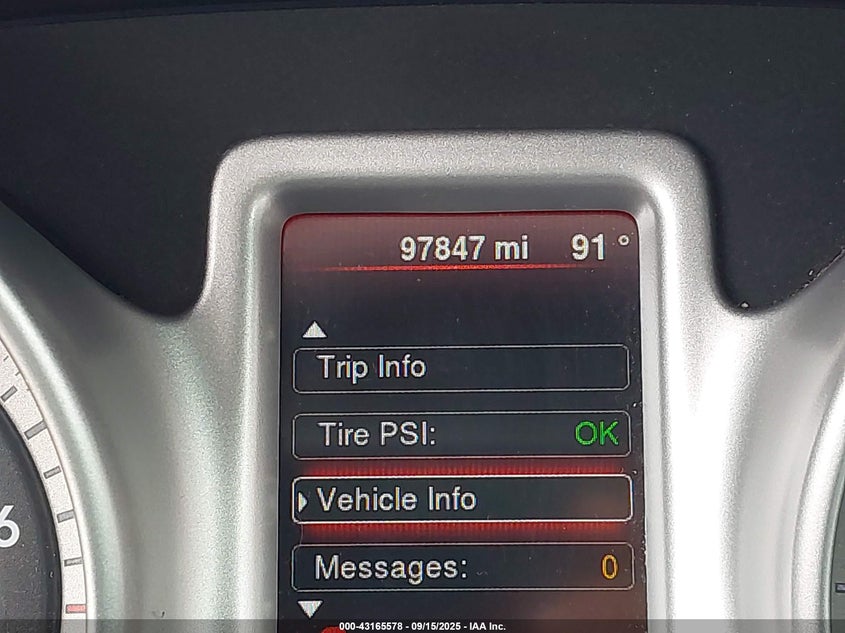 97847 mi 91°
Trip Info
Tire PSI: OK
Vehicle Info
6
Messages: 0
000-43165578 - 09/15/2025 - IAA Inc.